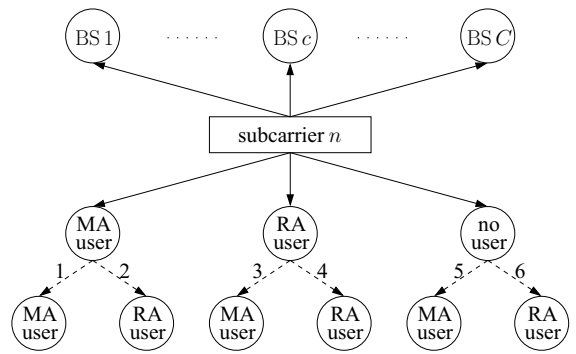 BS 1 ...... BS c ...... BS C
subcarrier n
MA user RA user no user
1 2 3 4 5 6
MA user RA user MA user RA user MA user RA user